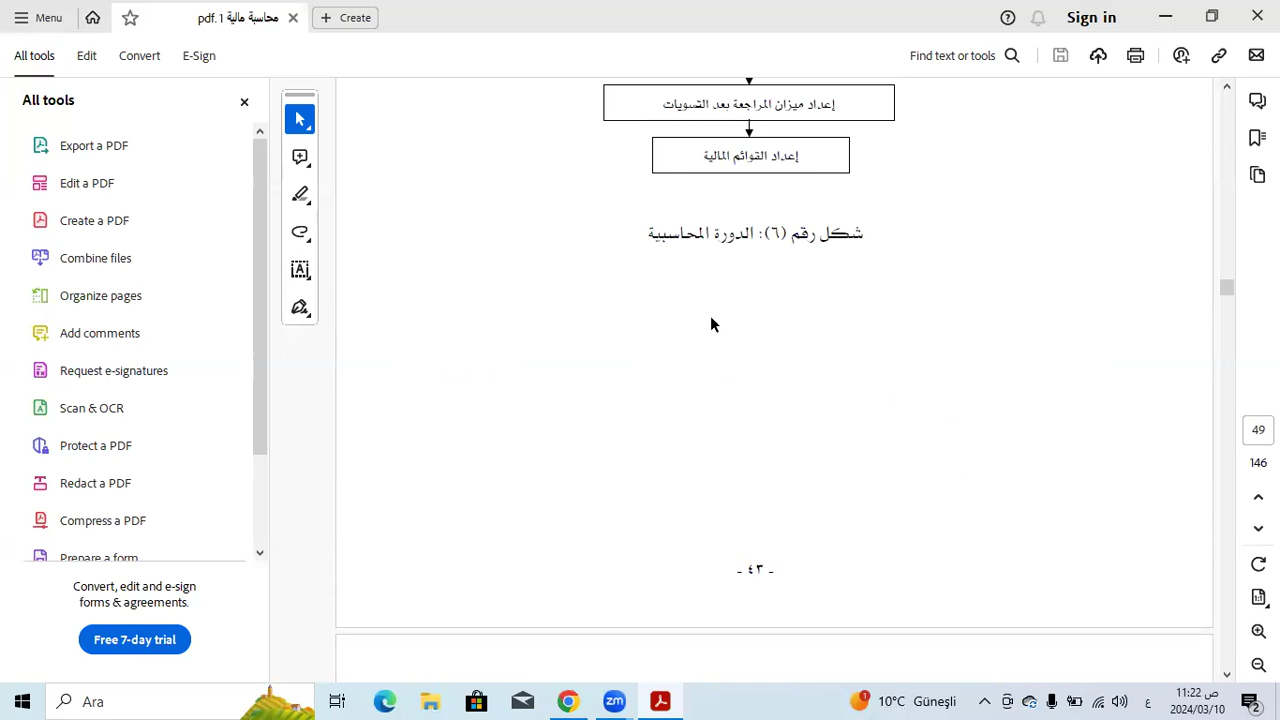 Menu
محاسبة مالية 1 .pdf
Create
Sign in
All tools
Edit
Convert
E-Sign
Find text or tools
All tools
Export a PDF
Edit a PDF
Create a PDF
Combine files
Organize pages
Add comments
Request e-signatures
Scan & OCR
Protect a PDF
Redact a PDF
Compress a PDF
Prepare a form
Convert, edit and e-sign
forms & agreements.
Free 7-day trial
إعداد ميزان المراجعة بعد التسويات
إعداد القوائم المالية
شكل رقم (٦): الدورة المحاسبية
- ٤٣ -
49
146
Ara
zm
1
10°C Güneşli
ع
ص 1:22
2024/03/10
2